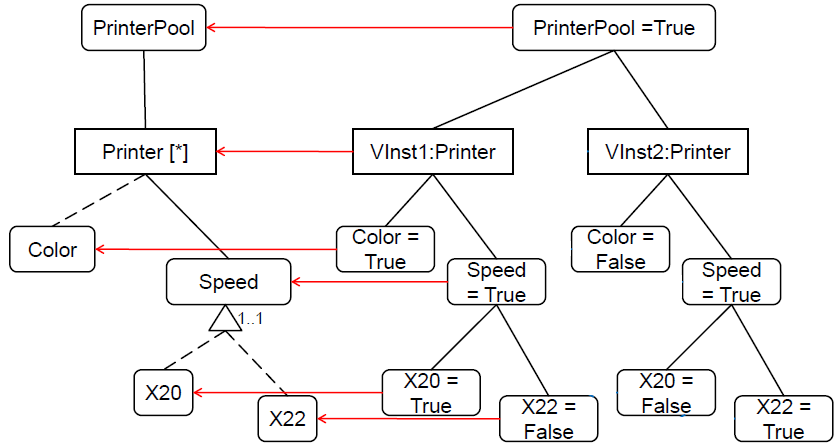 PrinterPool
PrinterPool =True
Printer [*]
VInst1:Printer
VInst2:Printer
Color
Color =
True
Color =
False
Speed
1..1
Speed
= True
Speed
= True
X20
X22
X20 =
True
X22 =
False
X20 =
False
X22 =
True